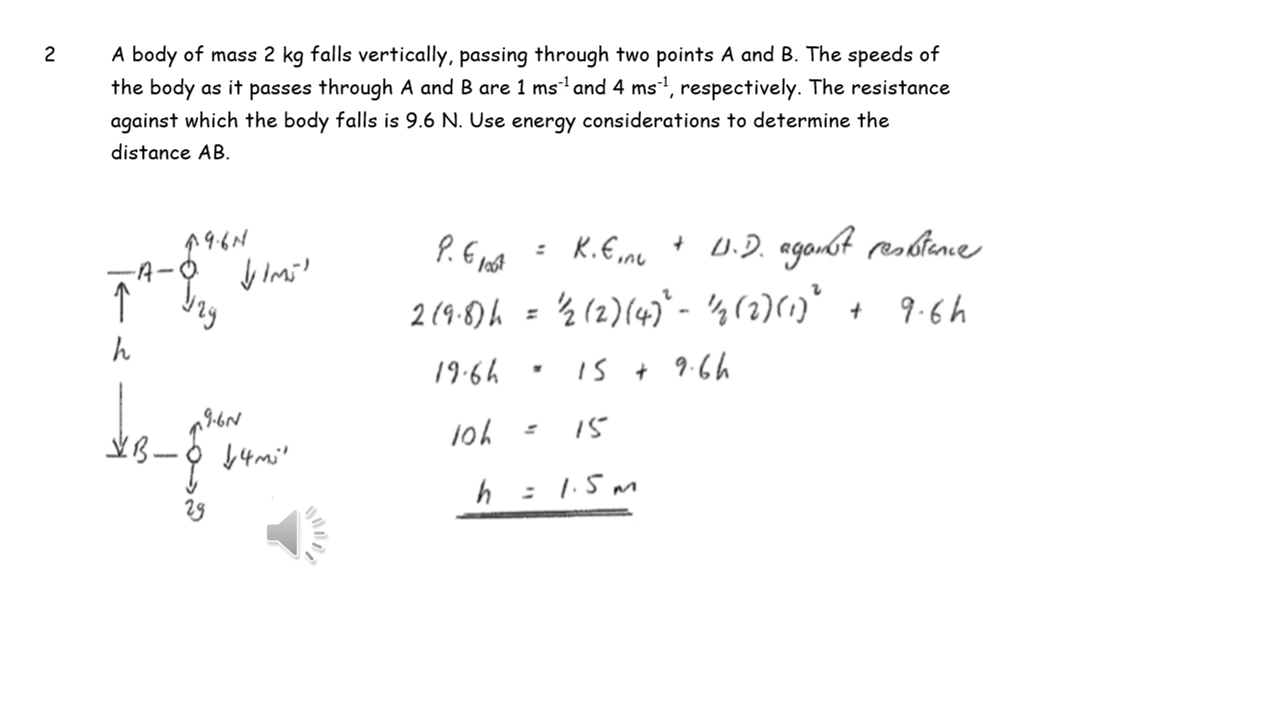 2 A body of mass 2 kg falls vertically, passing through two points A and B. The speeds of
the body as it passes through A and B are 1 ms⁻¹ and 4 ms⁻¹, respectively. The resistance
against which the body falls is 9.6 N. Use energy considerations to determine the
distance AB.
9.6N
A
1ms⁻¹
2g
h
9.6N
B
4ms⁻¹
2g
P.E lost = K.E inc + W.D. against resistance
2(9.8)h = ½(2)(4)² - ½(2)(1)² + 9.6h
19.6h = 15 + 9.6h
10h = 15
h = 1.5 m